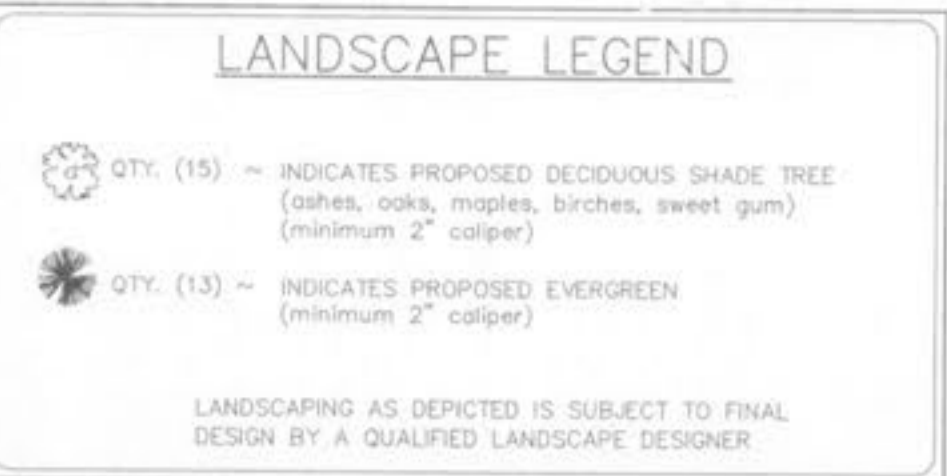 LANDSCAPE LEGEND
QTY. (15) ~ INDICATES PROPOSED DECIDUOUS SHADE TREE
(ashes, oaks, maples, birches, sweet gum)
(minimum 2" caliper)
QTY. (13) ~ INDICATES PROPOSED EVERGREEN
(minimum 2" caliper)
LANDSCAPING AS DEPICTED IS SUBJECT TO FINAL
DESIGN BY A QUALIFIED LANDSCAPE DESIGNER